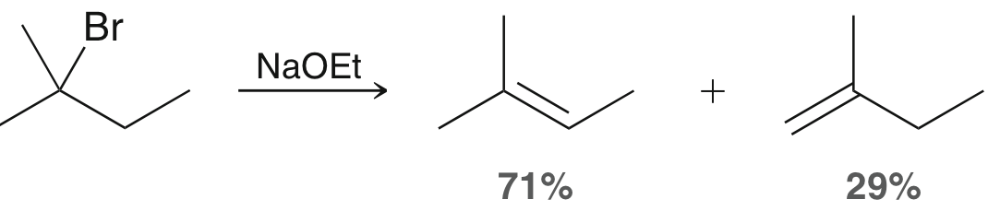 Br
NaOEt
+
71%
29%